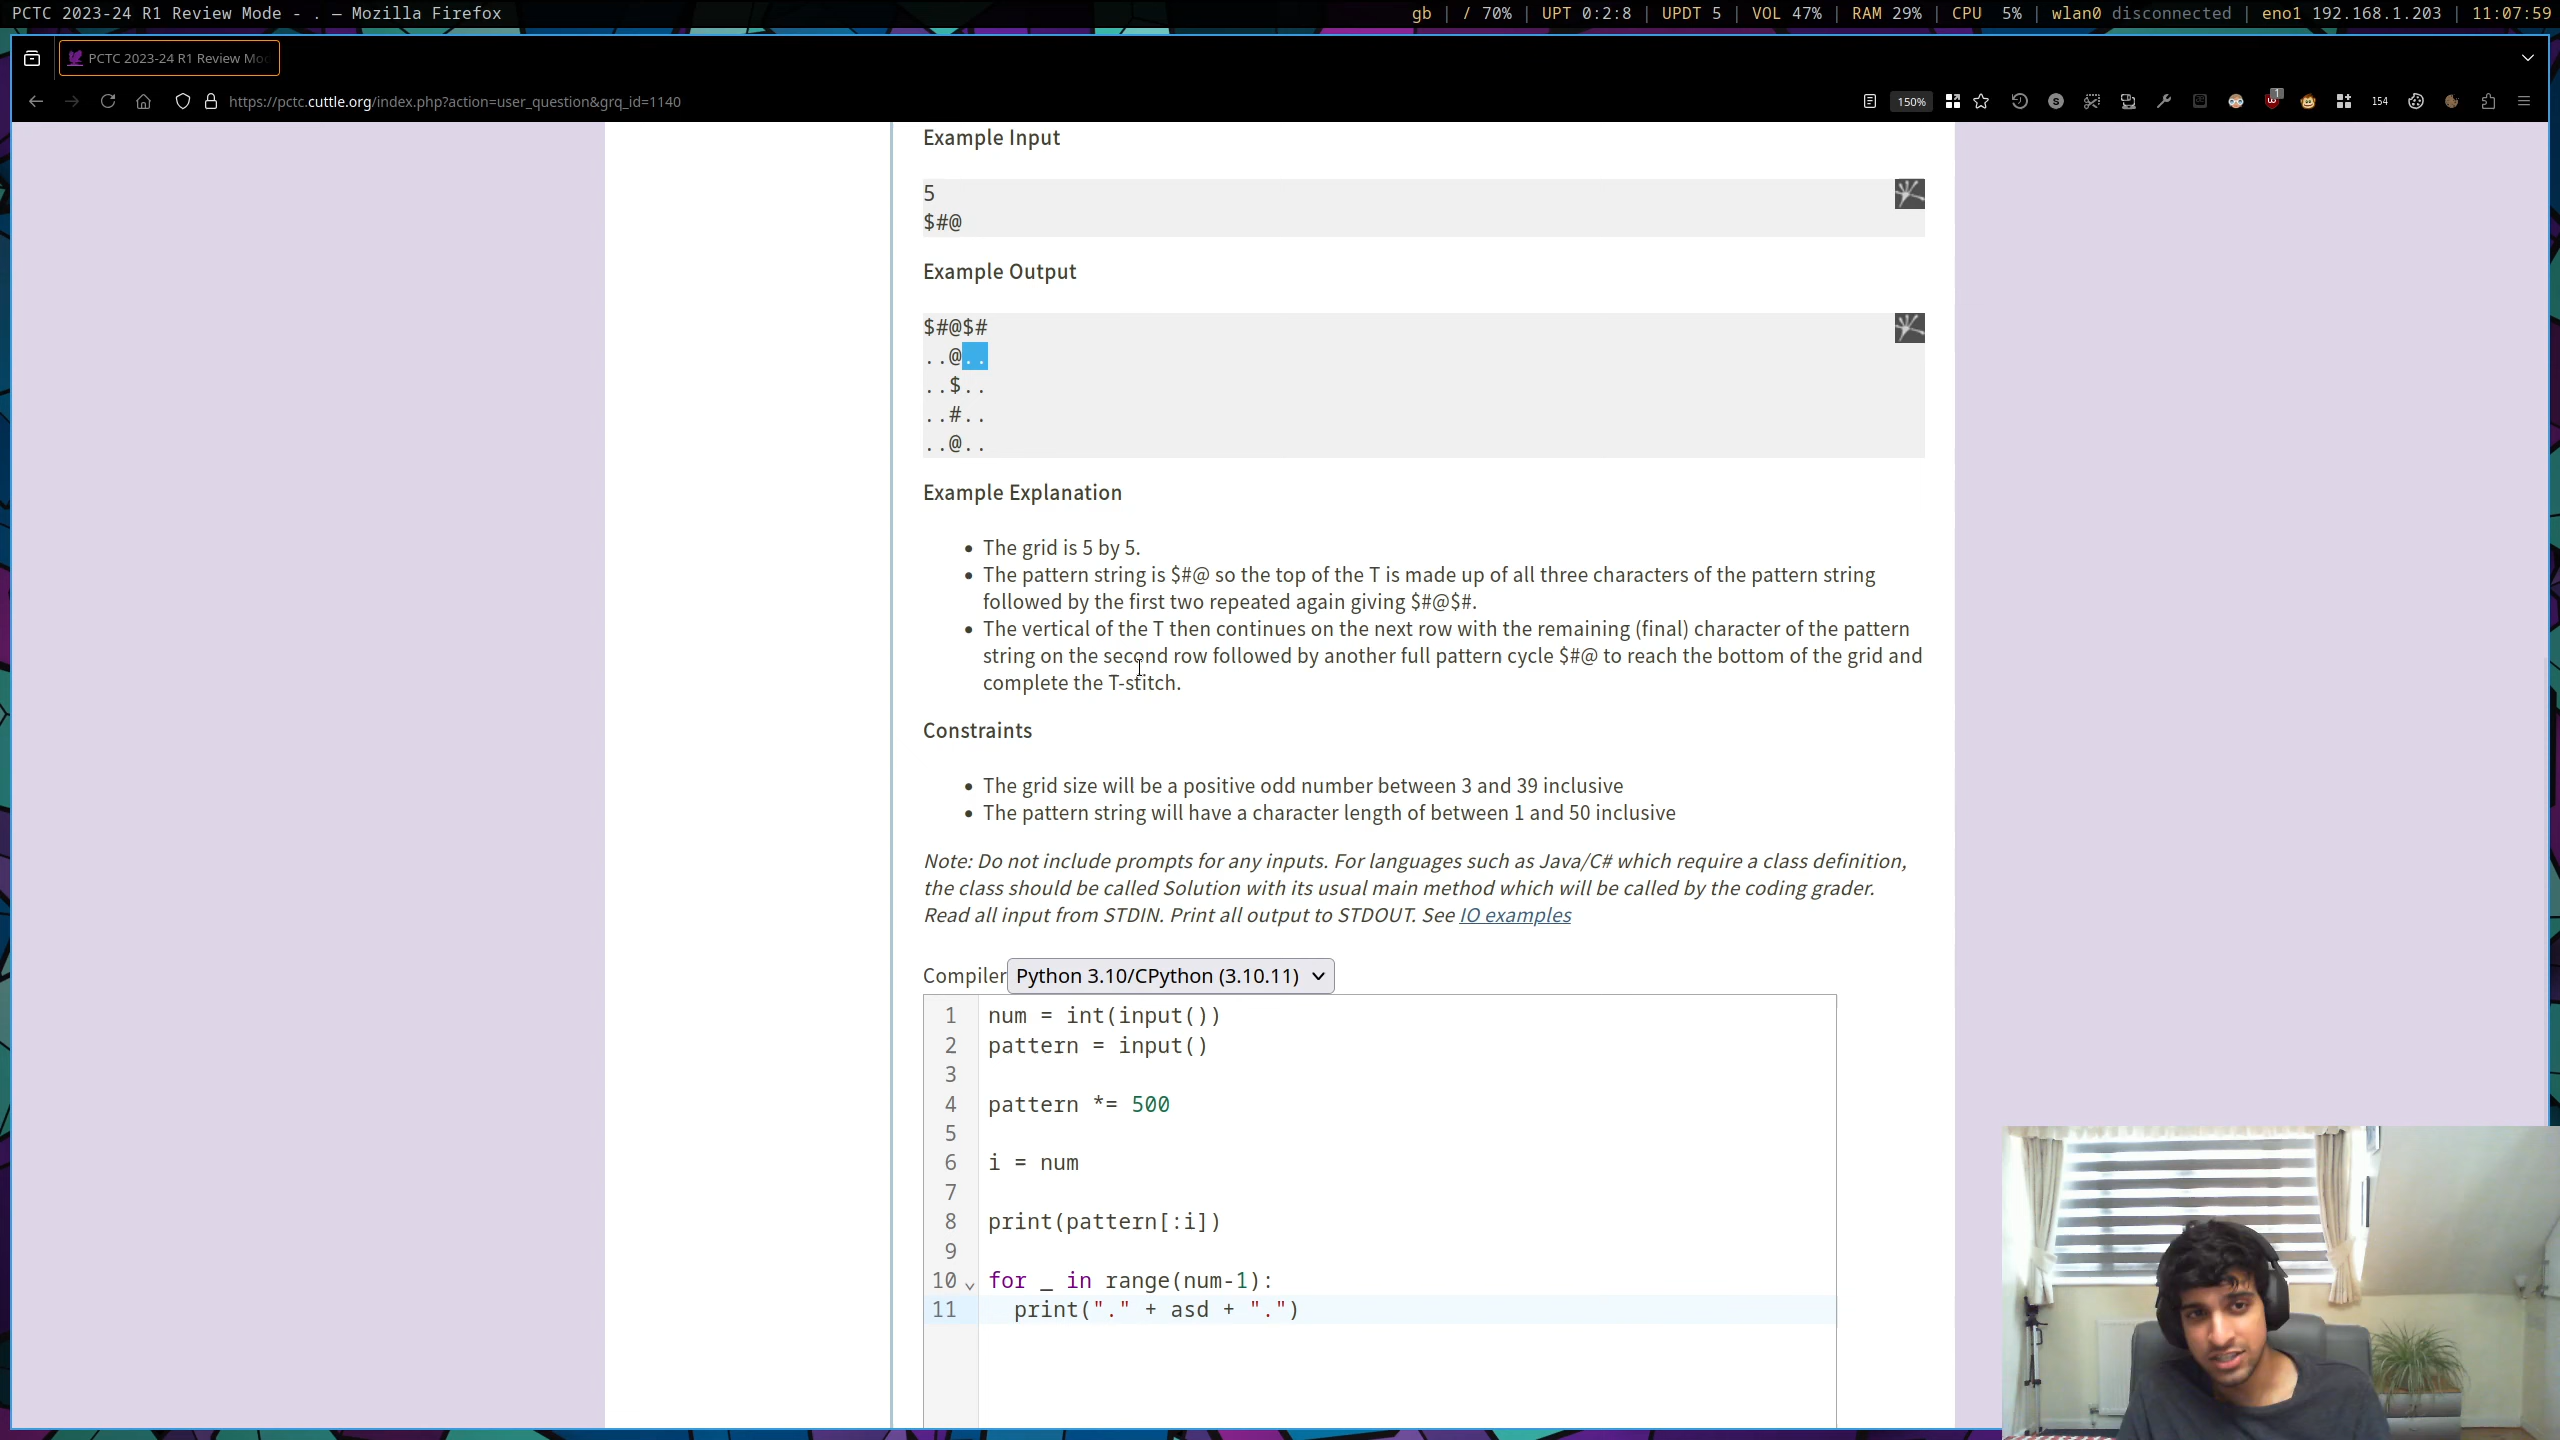 PCTC 2023-24 R1 Review Mode - . — Mozilla Firefox
gb | / 70% | UPT 0:2:8 | UPDT 5 | VOL 47% | RAM 29% | CPU 5% | wlan0 disconnected | eno1 192.168.1.203 | 11:07:59
PCTC 2023-24 R1 Review Mo
https://pctc.cuttle.org/index.php?action=user_question&grq_id=1140
150%
1
154
Example Input
5
$#@
Example Output
$#@$#
..@..
..$..
..#..
..@..
Example Explanation
• The grid is 5 by 5.
• The pattern string is $#@ so the top of the T is made up of all three characters of the pattern string
followed by the first two repeated again giving $#@$#.
• The vertical of the T then continues on the next row with the remaining (final) character of the pattern
string on the second row followed by another full pattern cycle $#@ to reach the bottom of the grid and
complete the T-stitch.
Constraints
• The grid size will be a positive odd number between 3 and 39 inclusive
• The pattern string will have a character length of between 1 and 50 inclusive
Note: Do not include prompts for any inputs. For languages such as Java/C# which require a class definition,
the class should be called Solution with its usual main method which will be called by the coding grader.
Read all input from STDIN. Print all output to STDOUT. See IO examples
Compiler Python 3.10/CPython (3.10.11)
1 num = int(input())
2 pattern = input()
3
4 pattern *= 500
5
6 i = num
7
8 print(pattern[:i])
9
10 for _ in range(num-1):
11   print("." + asd + ".")